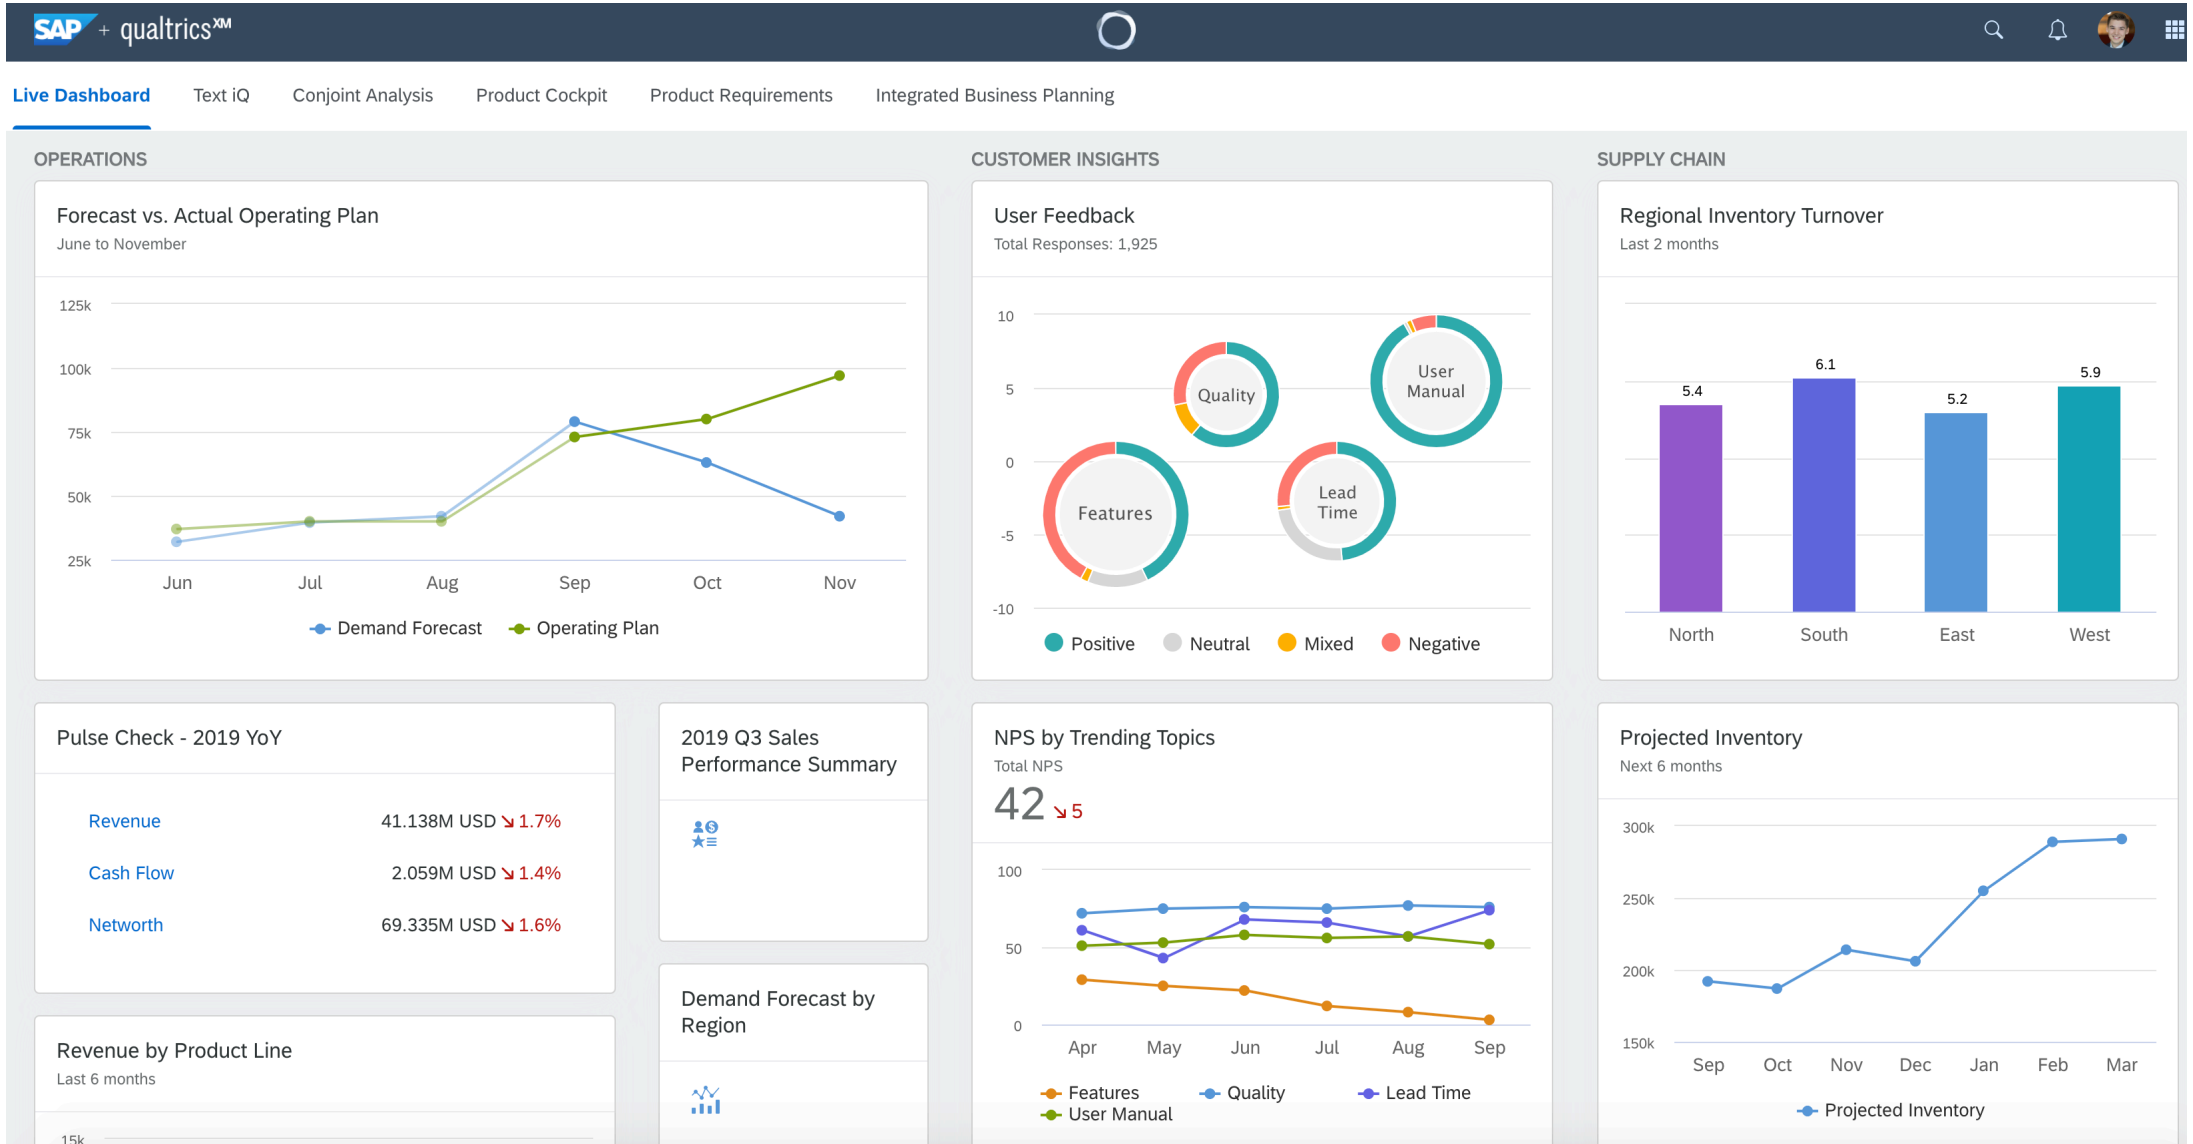 SAP + qualtrics XM
Live Dashboard Text iQ Conjoint Analysis Product Cockpit Product Requirements Integrated Business Planning
OPERATIONS
Forecast vs. Actual Operating Plan
June to November
125k
100k
75k
50k
25k
Jun Jul Aug Sep Oct Nov
Demand Forecast Operating Plan
Pulse Check - 2019 YoY
Revenue 41.138M USD 1.7%
Cash Flow 2.059M USD 1.4%
Networth 69.335M USD 1.6%
Revenue by Product Line
Last 6 months
15k
2019 Q3 Sales
Performance Summary
Demand Forecast by
Region
CUSTOMER INSIGHTS
User Feedback
Total Responses: 1,925
10
5
0
-5
-10
Quality
User
Manual
Features
Lead
Time
Positive Neutral Mixed Negative
NPS by Trending Topics
Total NPS
42 5
100
50
0
Apr May Jun Jul Aug Sep
Features Quality Lead Time
User Manual
SUPPLY CHAIN
Regional Inventory Turnover
Last 2 months
5.4 6.1 5.2 5.9
North South East West
Projected Inventory
Next 6 months
300k
250k
200k
150k
Sep Oct Nov Dec Jan Feb Mar
Projected Inventory